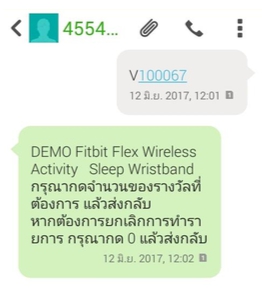 4554...
V100067
12 มิ.ย. 2017, 12:01
DEMO Fitbit Flex Wireless
Activity Sleep Wristband
กรุณากดจำนวนของรางวัลที่
ต้องการ แล้วส่งกลับ
หากต้องการยกเลิกการทำรา
ยการ กรุณากด 0 แล้วส่งกลับ
12 มิ.ย. 2017, 12:02